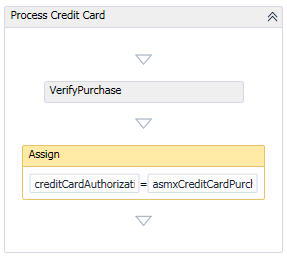 Process Credit Card
VerifyPurchase
Assign
creditCardAuthorizati = asmxCreditCardPurcl